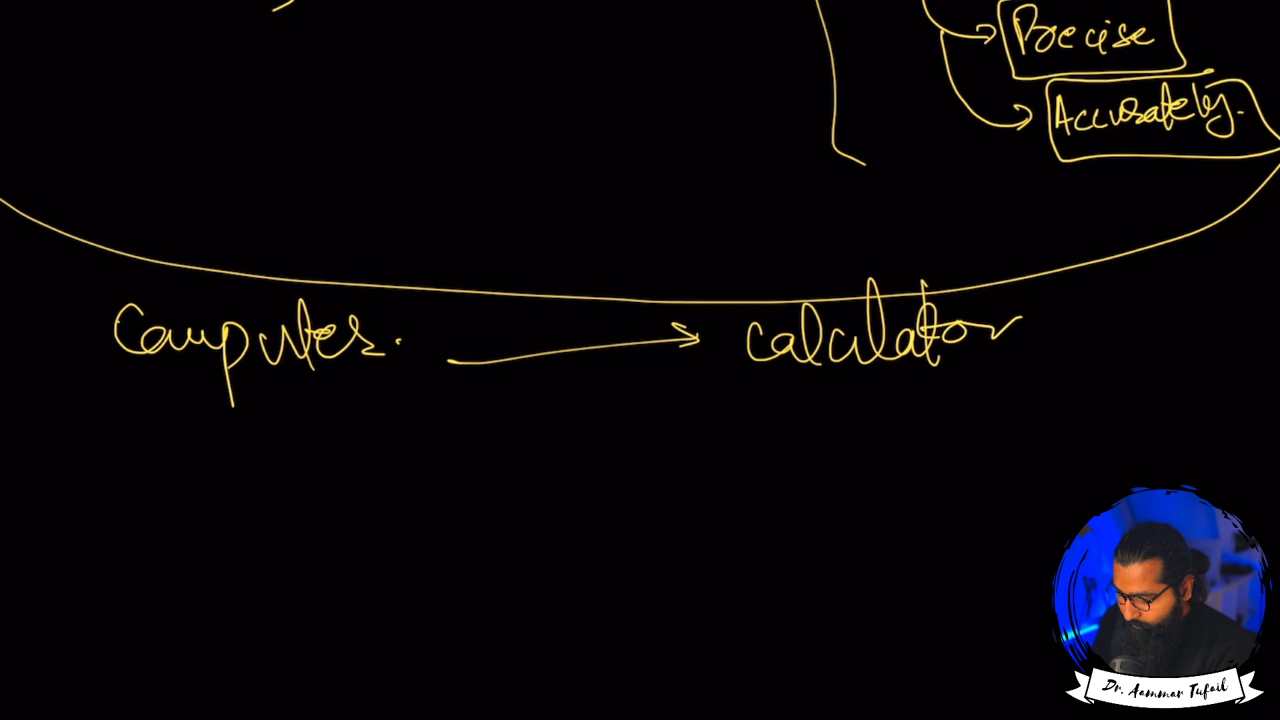 Precise
Accurately.
Computer. → calculator
Dr. Aammar Tufail